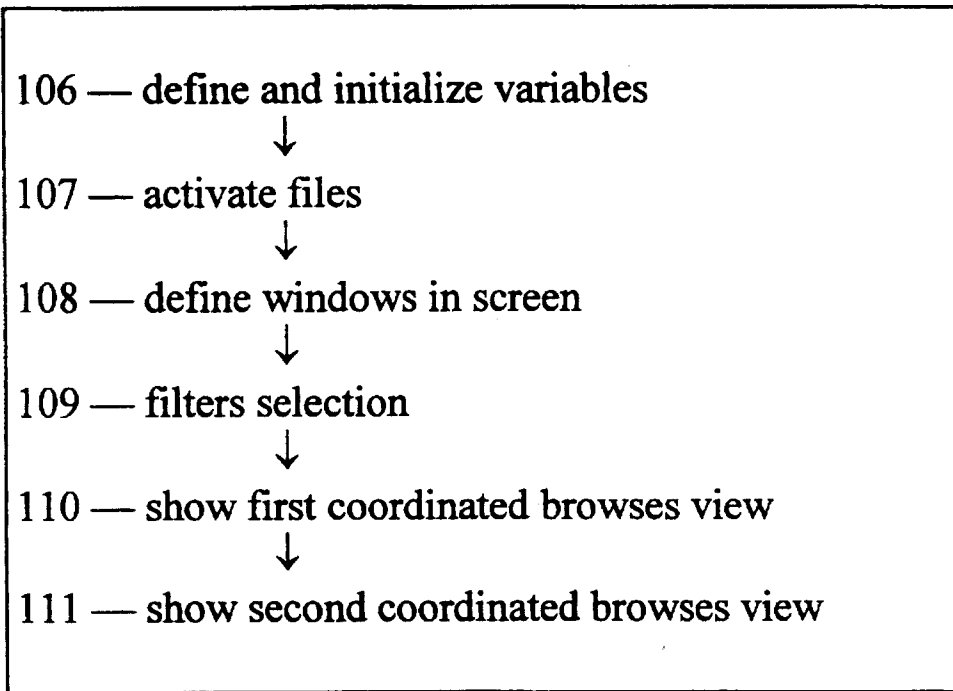 106 — define and initialize variables
↓
107 — activate files
↓
108 — define windows in screen
↓
109 — filters selection
↓
110 — show first coordinated browses view
↓
111 — show second coordinated browses view